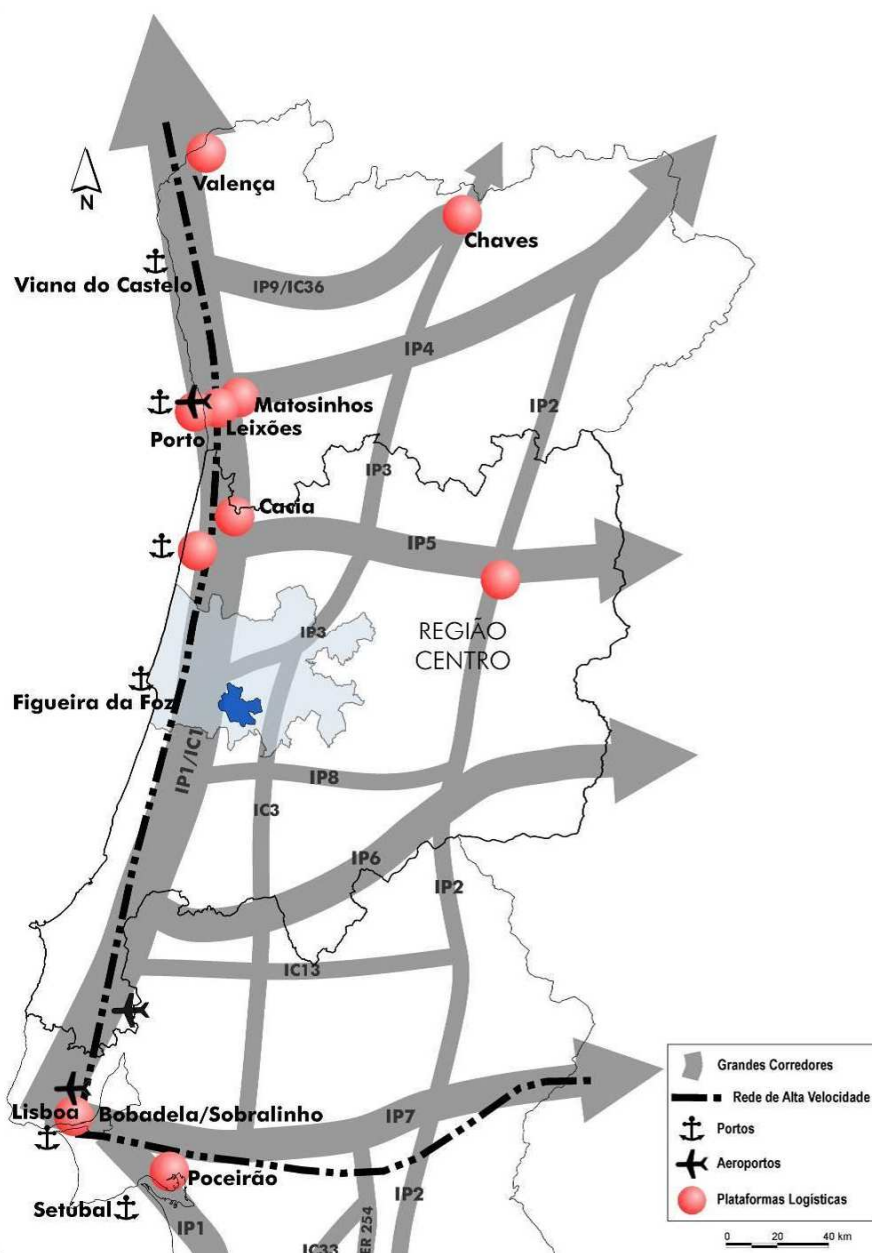 Valença
N
Chaves
Viana do Castelo
IP9/IC36
IP4
IP2
Matosinhos
Leixões
Porto
IP3
Cacia
IP5
IP3
REGIÃO
CENTRO
Figueira da Foz
IP1/IC1
IP8
IC3
IP6
IP2
IC13
Lisboa
Bobadela/Sobralinho
IP7
Poceirão
Setúbal
IP1
IC33
ER 254
IP2
Grandes Corredores
Rede de Alta Velocidade
Portos
Aeroportos
Plataformas Logísticas
0 20 40 km